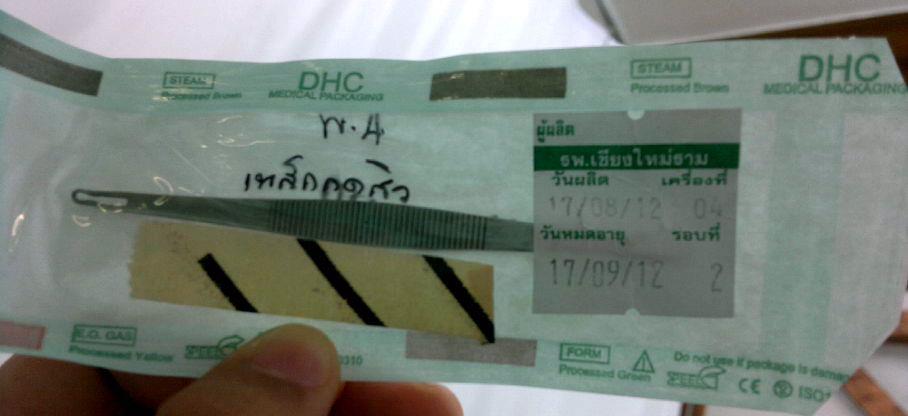 STEAM
Processed Brown
DHC
MEDICAL PACKAGING
STEAM
Processed Brown
DHC
MEDICAL PACKAGING
พ.4
เหล็กกดสิว
ผู้ผลิต
รพ.เชียงใหม่ราม
วันผลิต เครื่องที่
17/08/12 04
วันหมดอายุ รอบที่
17/09/12 2
E.O. GAS
Processed Yellow
PEEL
0310
FORM
Processed Green
PEEL
Do not use if package is
CE
ISO